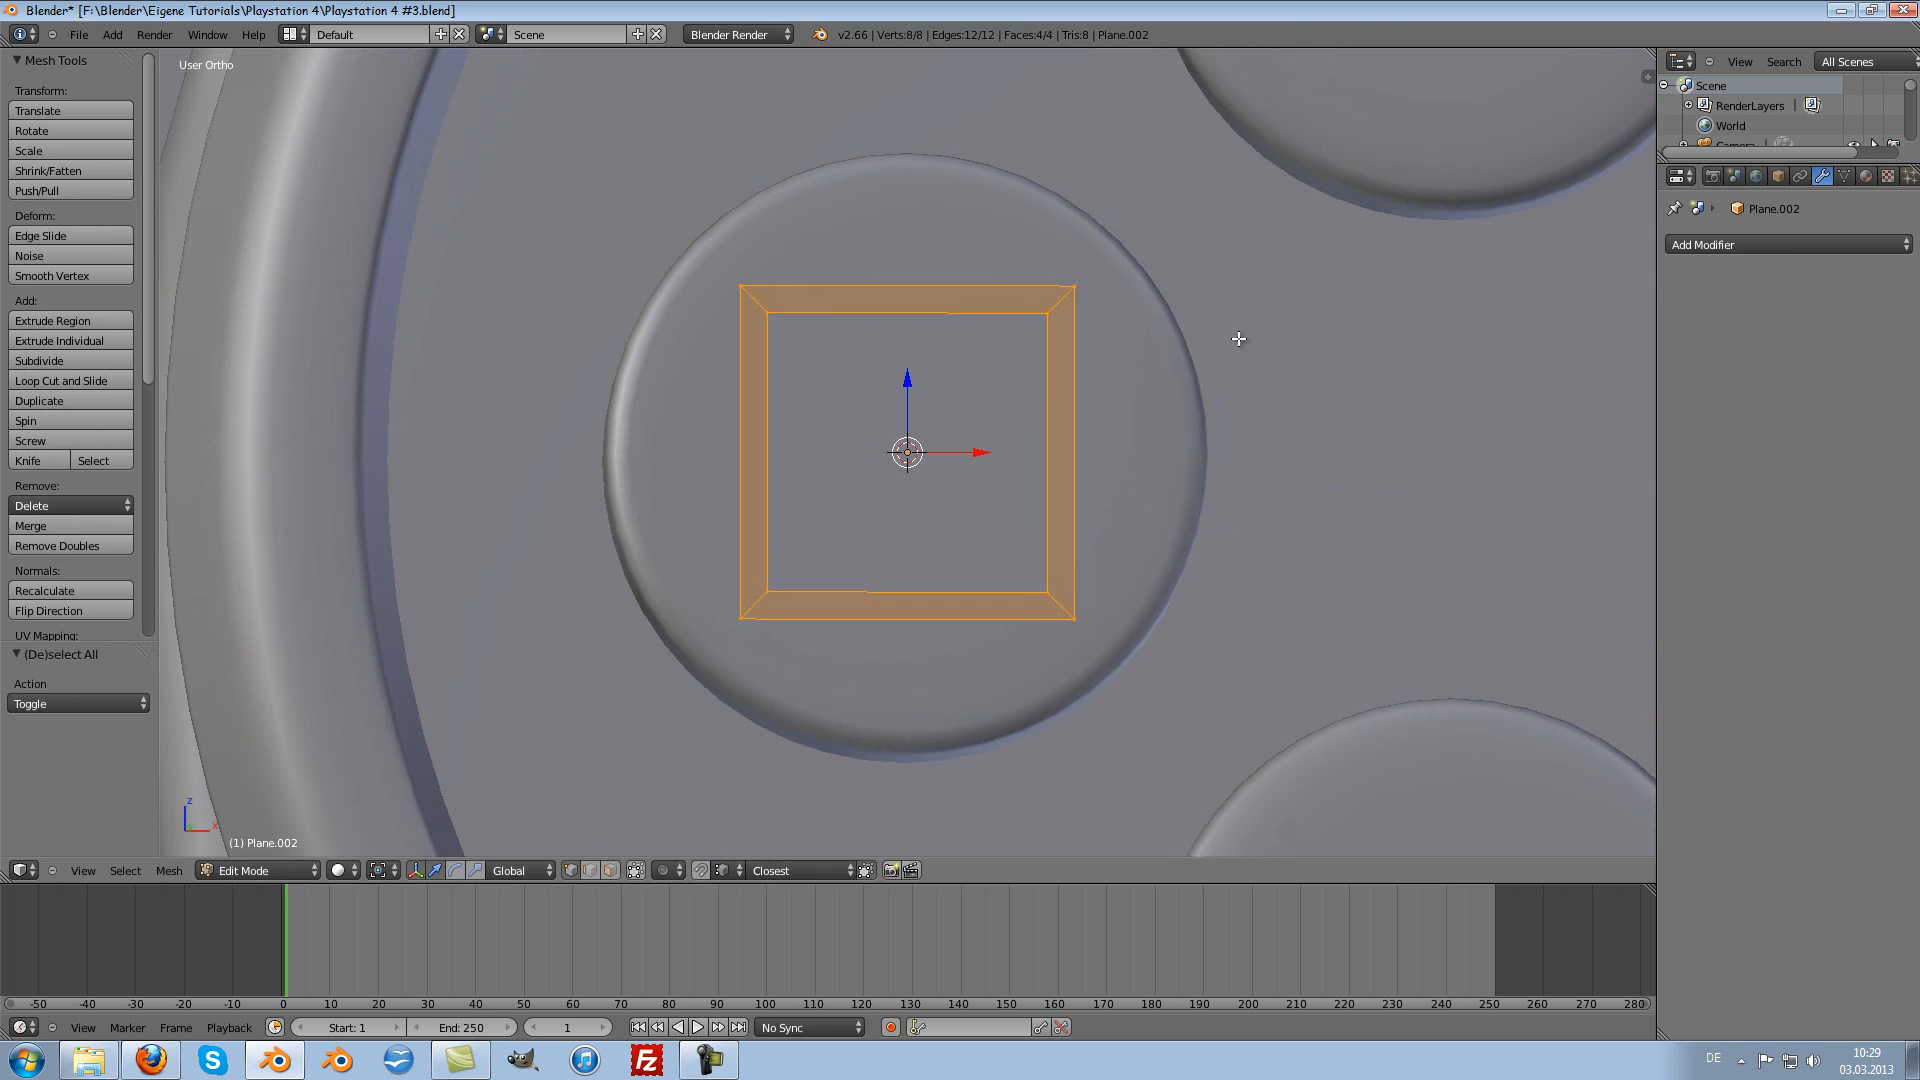 Blender* [F:\Blender\Eigene Tutorials\Playstation 4\Playstation 4 #3.blend]
File Add Render Window Help Default Scene Blender Render v2.66 | Verts:8/8 | Edges:12/12 | Faces:4/4 | Tris:8 | Plane.002
Mesh Tools
Transform:
Translate
Rotate
Scale
Shrink/Fatten
Push/Pull
Deform:
Edge Slide
Noise
Smooth Vertex
Add:
Extrude Region
Extrude Individual
Subdivide
Loop Cut and Slide
Duplicate
Spin
Screw
Knife Select
Remove:
Delete
Merge
Remove Doubles
Normals:
Recalculate
Flip Direction
UV Mapping:
(De)select All
Action
Toggle
User Ortho
z
x
(1) Plane.002
View Search All Scenes
Scene
RenderLayers
World
Camera
Plane.002
Add Modifier
View Select Mesh Edit Mode Global Closest
-50 -40 -30 -20 -10 0 10 20 30 40 50 60 70 80 90 100 110 120 130 140 150 160 170 180 190 200 210 220 230 240 250 260 270 280
View Marker Frame Playback Start: 1 End: 250 1 No Sync
DE
10:29
03.03.2013